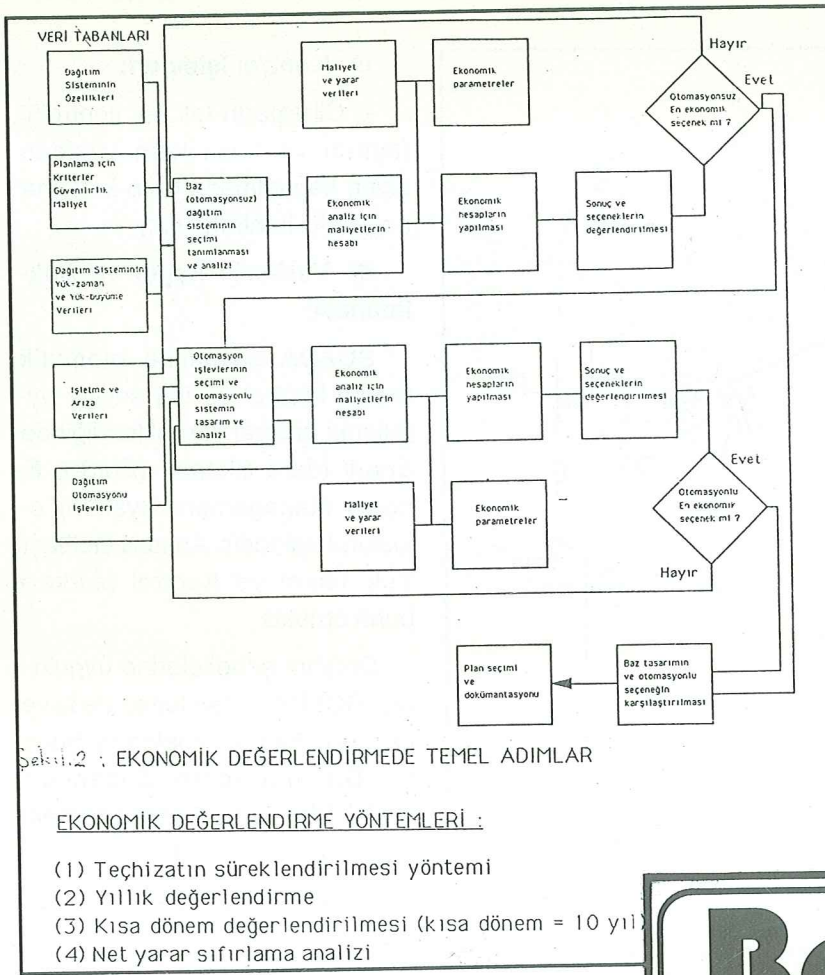 VERİ TABANLARI
Dağıtım
Sisteminin
Özellikleri
Planlama için
Kriterler
Güvenilirlik
Maliyet
Dağıtım Sisteminin
Yük-zaman
ve Yük-büyüme
Verileri
İşletme ve
Arıza
Verileri
Dağıtım
Otomasyonu
İşlevleri
Maliyet
ve yarar
verileri
Ekonomik
parametreler
Baz
(otomasyonsuz)
dağıtım
sisteminin
seçimi
tanımlanması
ve analizi
Ekonomik
analiz için
maliyetlerin
hesabı
Ekonomik
hesapların
yapılması
Sonuç ve
seçeneklerin
değerlendirilmesi
Hayır
Evet
Otomasyonsuz
En ekonomik
seçenek mi ?
Otomasyon
işlevlerinin
seçimi ve
otomasyonlu
sistemin
tasarım ve
analizi
Ekonomik
analiz için
maliyetlerin
hesabı
Ekonomik
hesapların
yapılması
Sonuç ve
seçeneklerin
değerlendirilmesi
Maliyet
ve yarar
verileri
Ekonomik
parametreler
Evet
Otomasyonlu
En ekonomik
seçenek mi ?
Hayır
Plan seçimi
ve
dokümantasyonu
Baz tasarımın
ve otomasyonlu
seçeneğin
karşılaştırılması
Şekil.2 : EKONOMİK DEĞERLENDİRMEDE TEMEL ADIMLAR
EKONOMİK DEĞERLENDİRME YÖNTEMLERİ :
(1) Teçhizatın süreklendirilmesi yöntemi
(2) Yıllık değerlendirme
(3) Kısa dönem değerlendirilmesi (kısa dönem = 10 yıl)
(4) Net yarar sıfırlama analizi